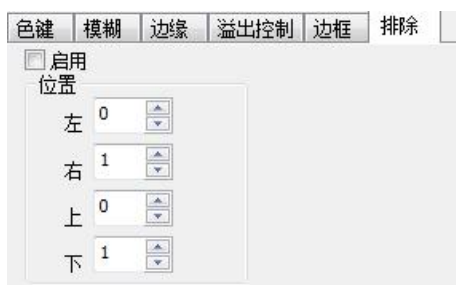 色键 模糊 边缘 溢出控制 边框 排除
启用
位置
左 0
右 1
上 0
下 1